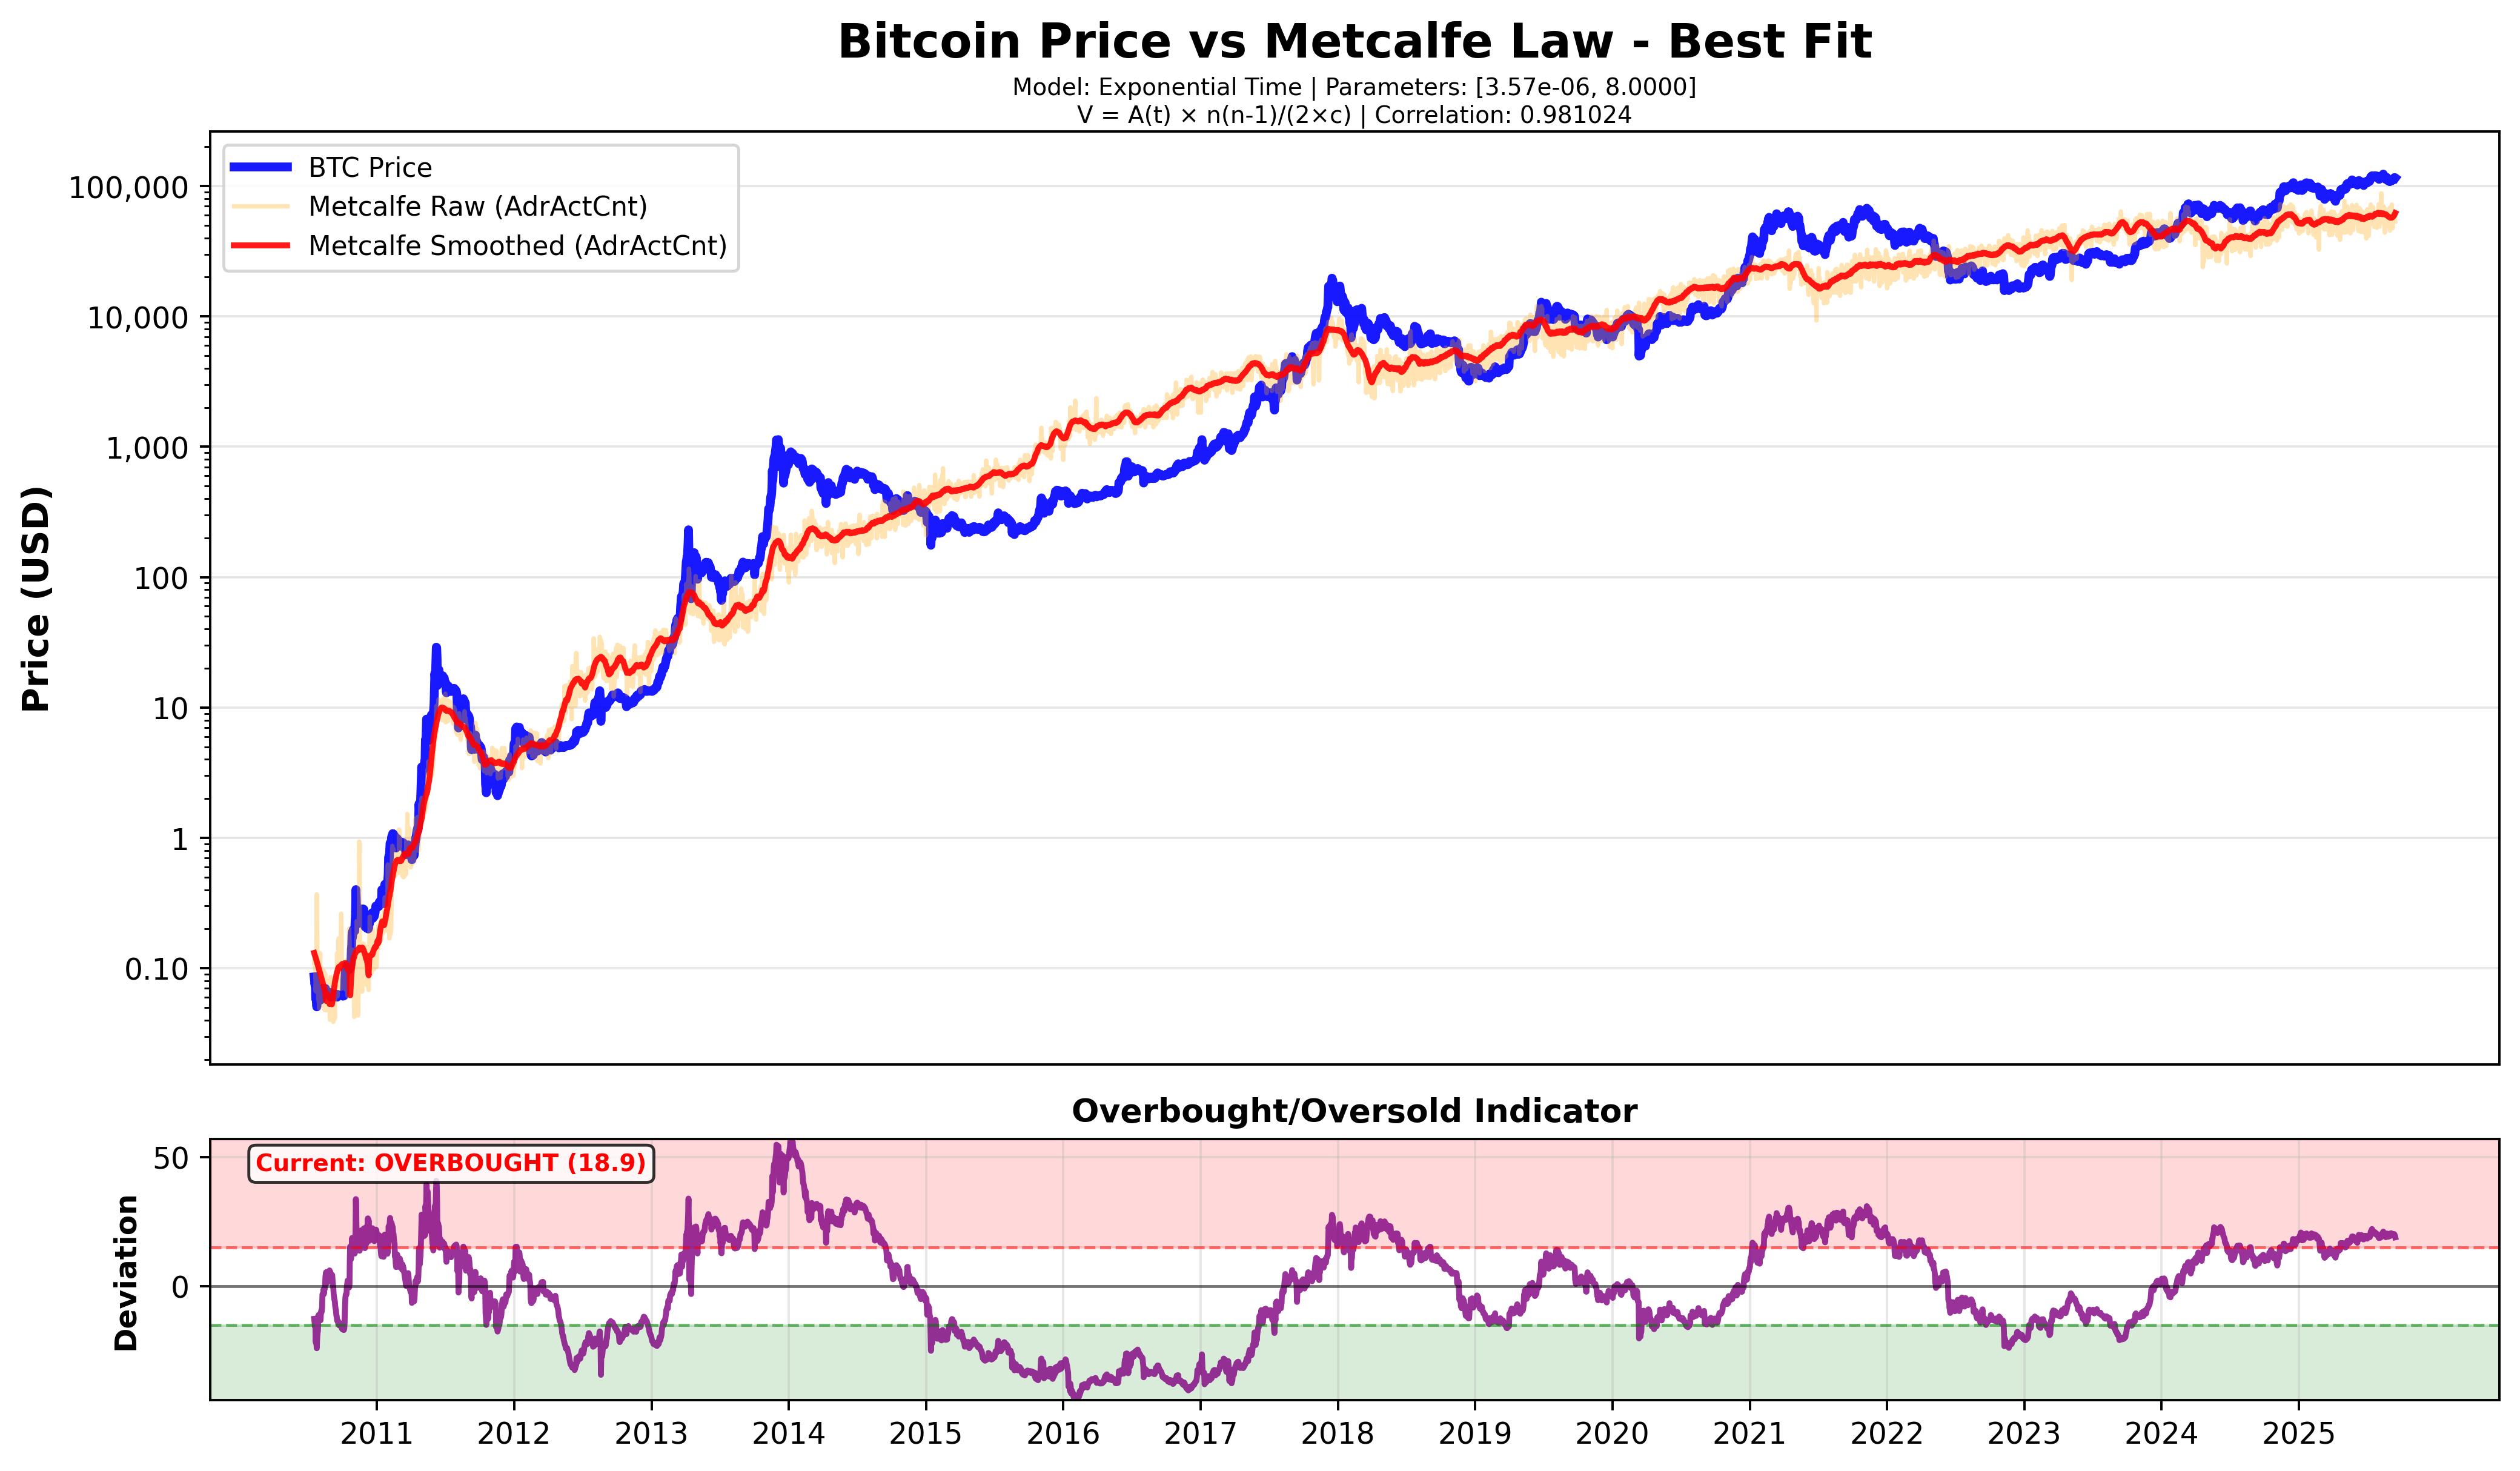 Bitcoin Price vs Metcalfe Law - Best Fit
Model: Exponential Time | Parameters: [3.57e-06, 8.0000]
V = A(t) × n(n-1)/(2×c) | Correlation: 0.981024
BTC Price
Metcalfe Raw (AdrActCnt)
Metcalfe Smoothed (AdrActCnt)
Price (USD)
100,000
10,000
1,000
100
10
1
0.10
Overbought/Oversold Indicator
Current: OVERBOUGHT (18.9)
Deviation
50
0
2011 2012 2013 2014 2015 2016 2017 2018 2019 2020 2021 2022 2023 2024 2025